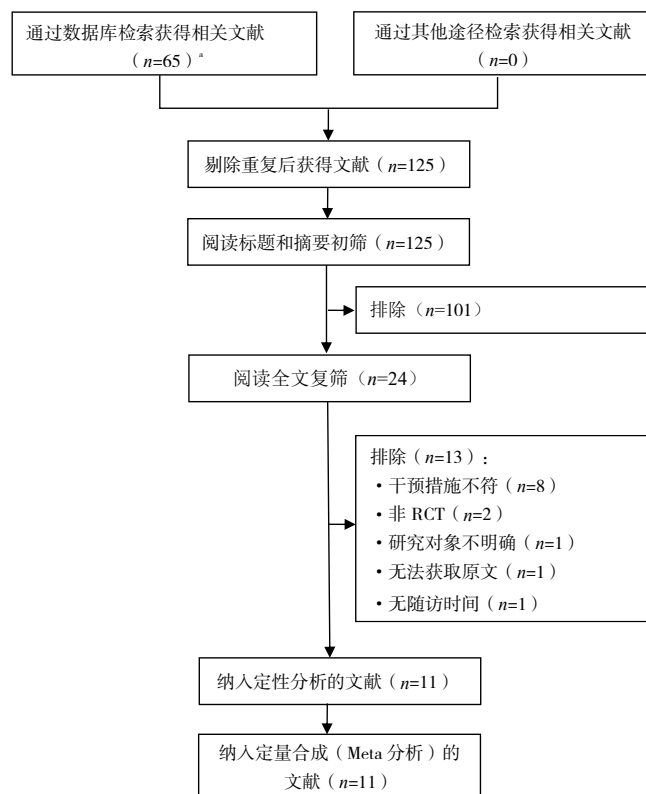 通过数据库检索获得相关文献
（n=65）ᵃ
通过其他途径检索获得相关文献
（n=0）
剔除重复后获得文献（n=125）
阅读标题和摘要初筛（n=125）
排除（n=101）
阅读全文复筛（n=24）
排除（n=13）：
・干预措施不符（n=8）
・非 RCT（n=2）
・研究对象不明确（n=1）
・无法获取原文（n=1）
・无随访时间（n=1）
纳入定性分析的文献（n=11）
纳入定量合成（Meta 分析）的
文献（n=11）